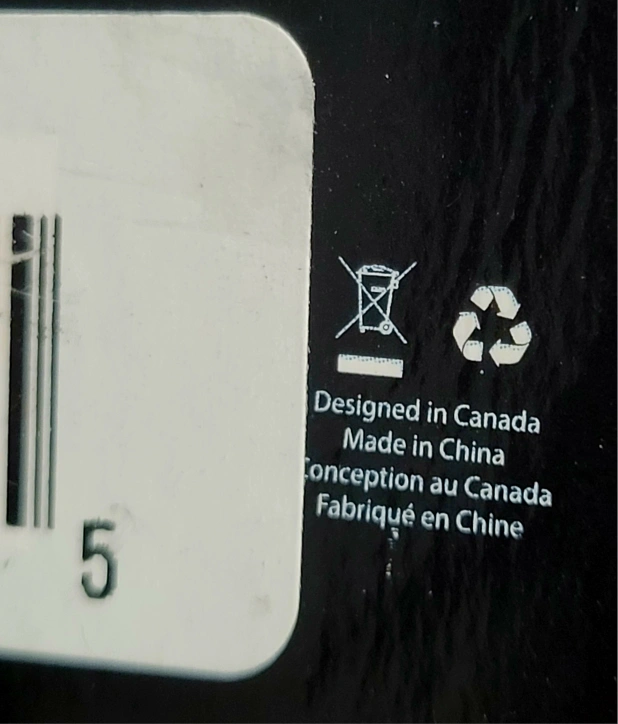 Designed in Canada
Made in China
Conception au Canada
Fabriqué en Chine
5